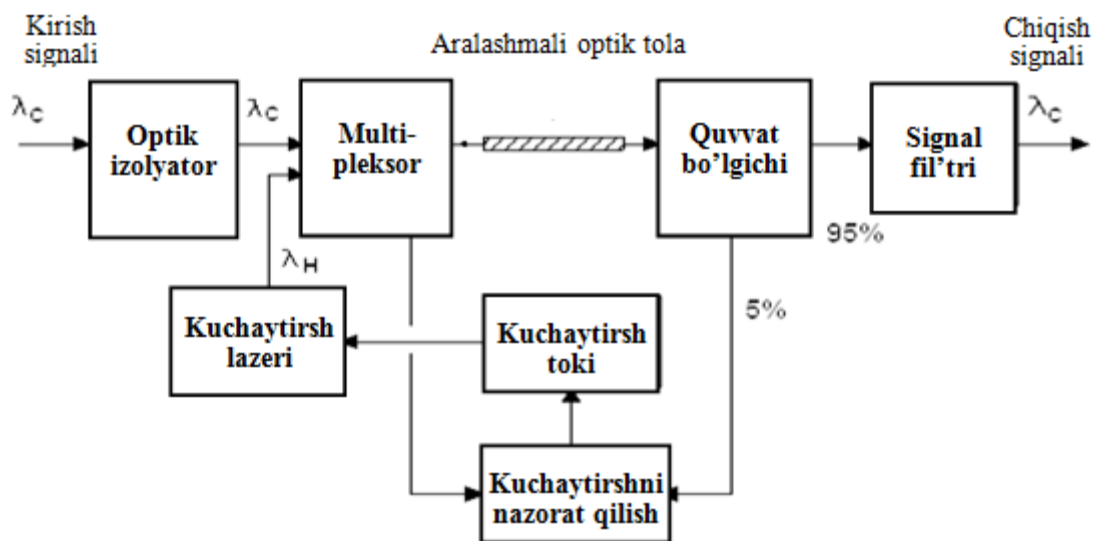 Kirish
signali
Aralashmali optik tola
Chiqish
signali
λC
Optik
izolyator
λC
Multi-
pleksor
Quvvat
bo’lgichi
Signal
fil’tri
λC
95%
λH
5%
Kuchaytirsh
lazeri
Kuchaytirsh
toki
Kuchaytirshni
nazorat qilish